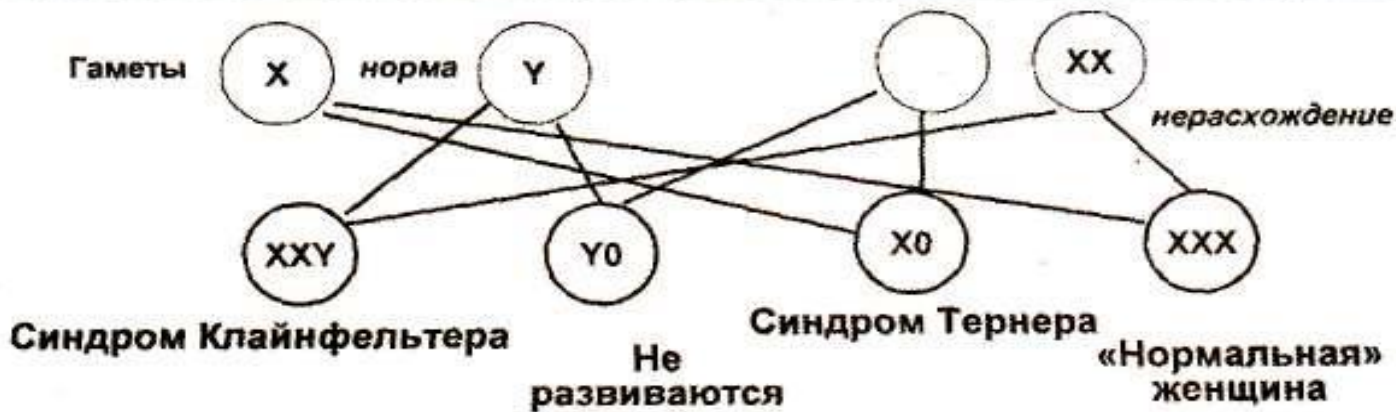 Гаметы X норма Y XX
нерасхождение
XXY Y0 X0 XXX
Синдром Клайнфельтера
Не
развиваются
Синдром Тернера
«Нормальная»
женщина